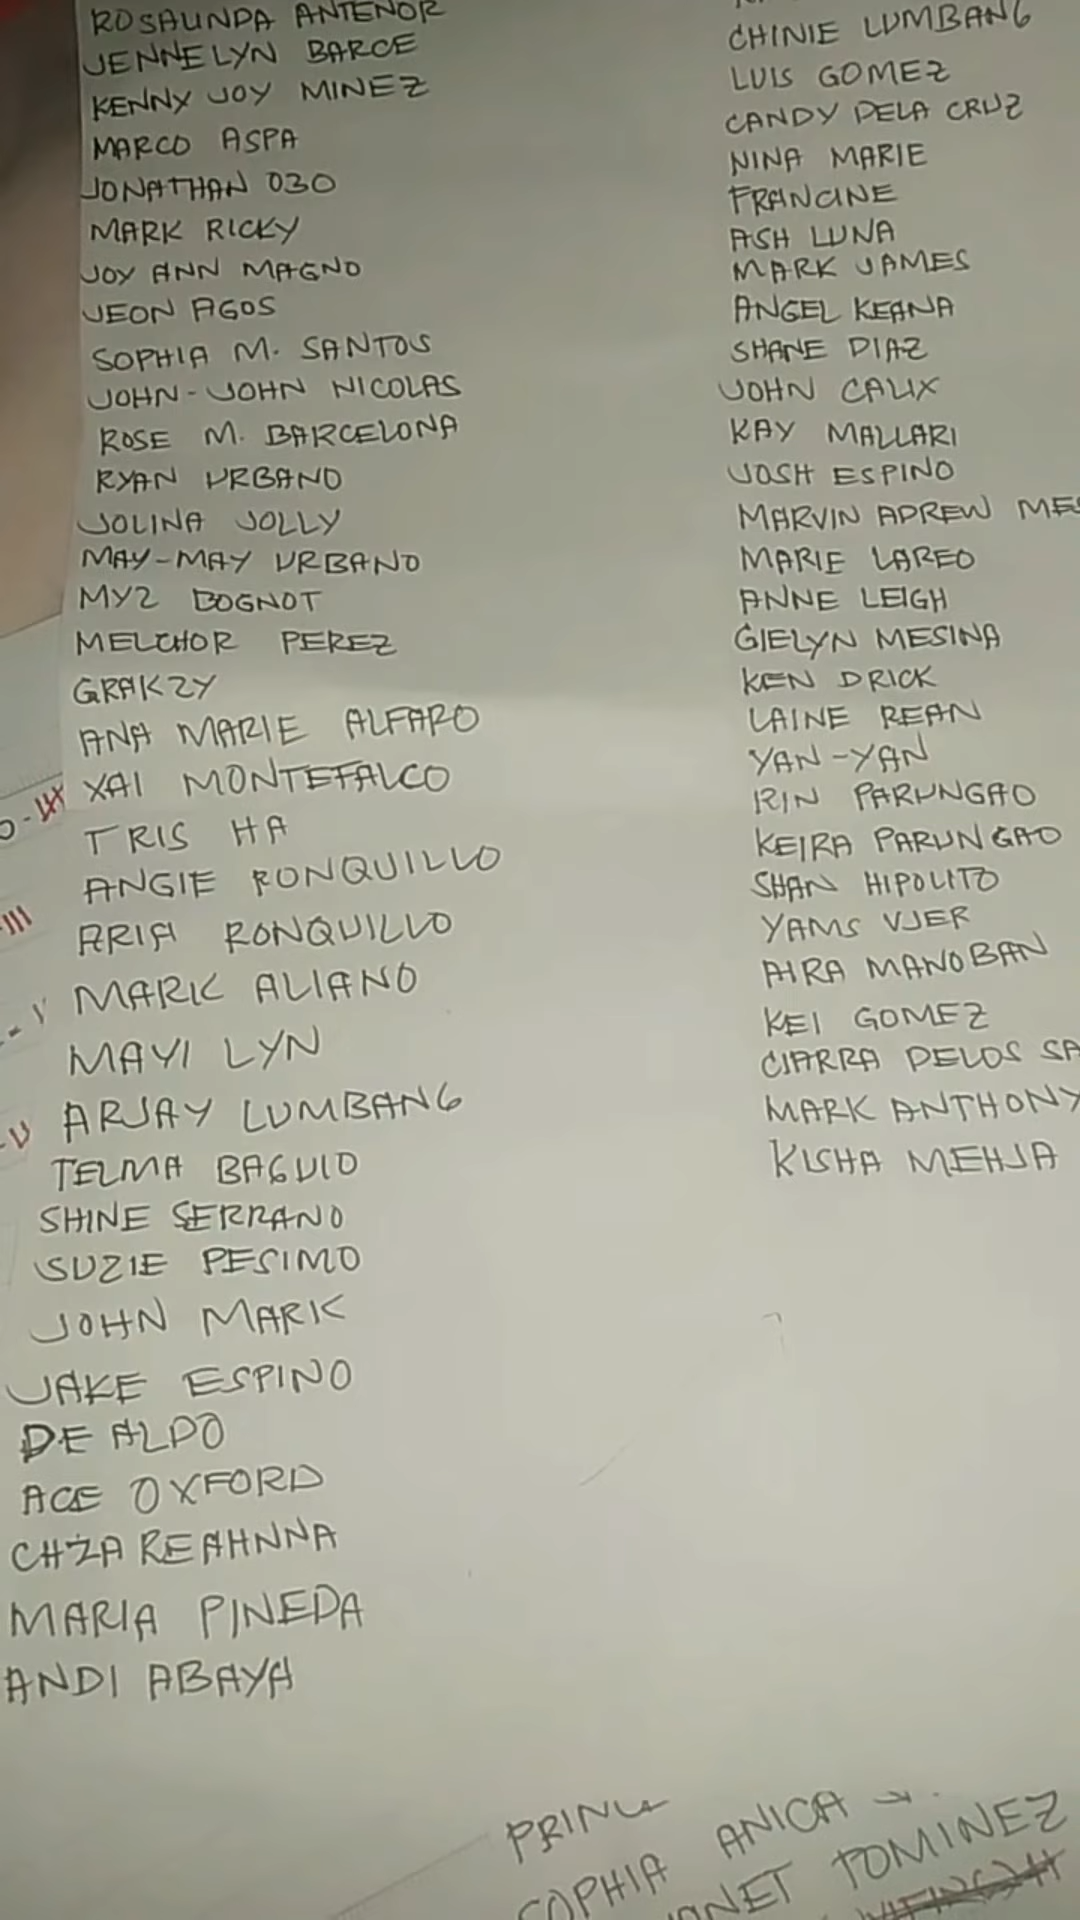 ROSALINDA ANTENOR
JENNELYN BARCE
KENNY JOY MINEZ
MARCO ASPA
JONATHAN 030
MARK RICKY
JOY ANN MAGNO
JEON AGOS
SOPHIA M. SANTOS
JOHN-JOHN NICOLAS
ROSE M. BARCELONA
RYAN URBANO
JOLINA JOLLY
MAY-MAY URBANO
MYZ BOGNOT
MELCHOR PEREZ
GRAKZY
ANA MARIE ALFARO
XAI MONTEFALCO
TRIS HA
ANGIE RONQUILLO
ARIA RONQUILLO
MARK ALIANO
MAYI LYN
ARJAY LUMBANG
TELMA BAGUIO
SHINE SERRANO
SUZIE PESIMO
JOHN MARK
JAKE ESPINO
DE ALDO
ACE OXFORD
CHZA REAHNNA
MARIA PINEDA
ANDI ABAYA
CHINIE LUMBANG
LUIS GOMEZ
CANDY DELA CRUZ
NINA MARIE
FRANCINE
ASH LUNA
MARK JAMES
ANGEL KEANA
SHANE DIAZ
JOHN CALIX
KAY MALLARI
JOSH ESPINO
MARVIN ADREW MES
MARIE LAREO
ANNE LEIGH
GIELYN MESINA
KEN DRICK
LAINE REAN
YAN-YAN
RIN PARUNGAO
KEIRA PARUNGAO
SHAN HIPOLITO
YAMS VJER
AIRA MANOBAN
KEI GOMEZ
CIARRA DELOS SA
MARK ANTHONY
KISHA MEHJA
SOPHIA ANICA
DOMINEZ